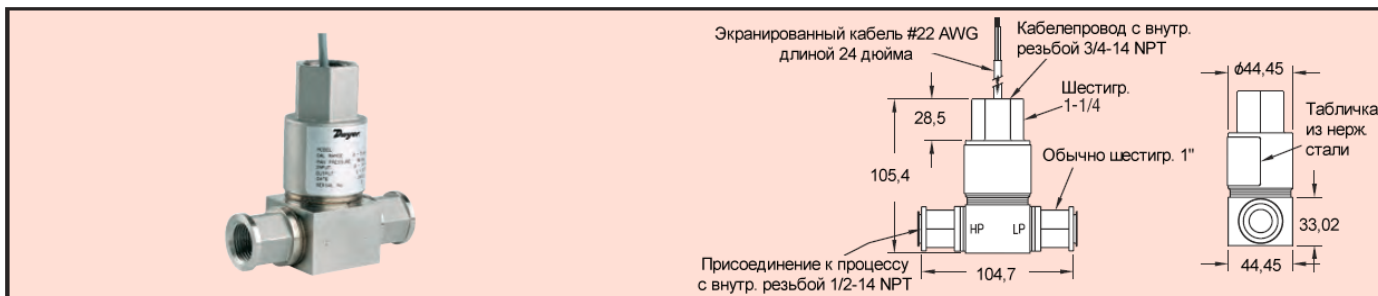 Dwyer
MODEL:
Экранированный кабель #22 AWG
длиной 24 дюйма
Кабелепровод с внутр.
резьбой 3/4-14 NPT
Шестигр.
1-1/4
28,5
105,4
Обычно шестигр. 1"
HP
LP
Присоединение к процессу
с внутр. резьбой 1/2-14 NPT
104,7
ϕ44,45
Табличка
из нерж.
стали
33,02
44,45